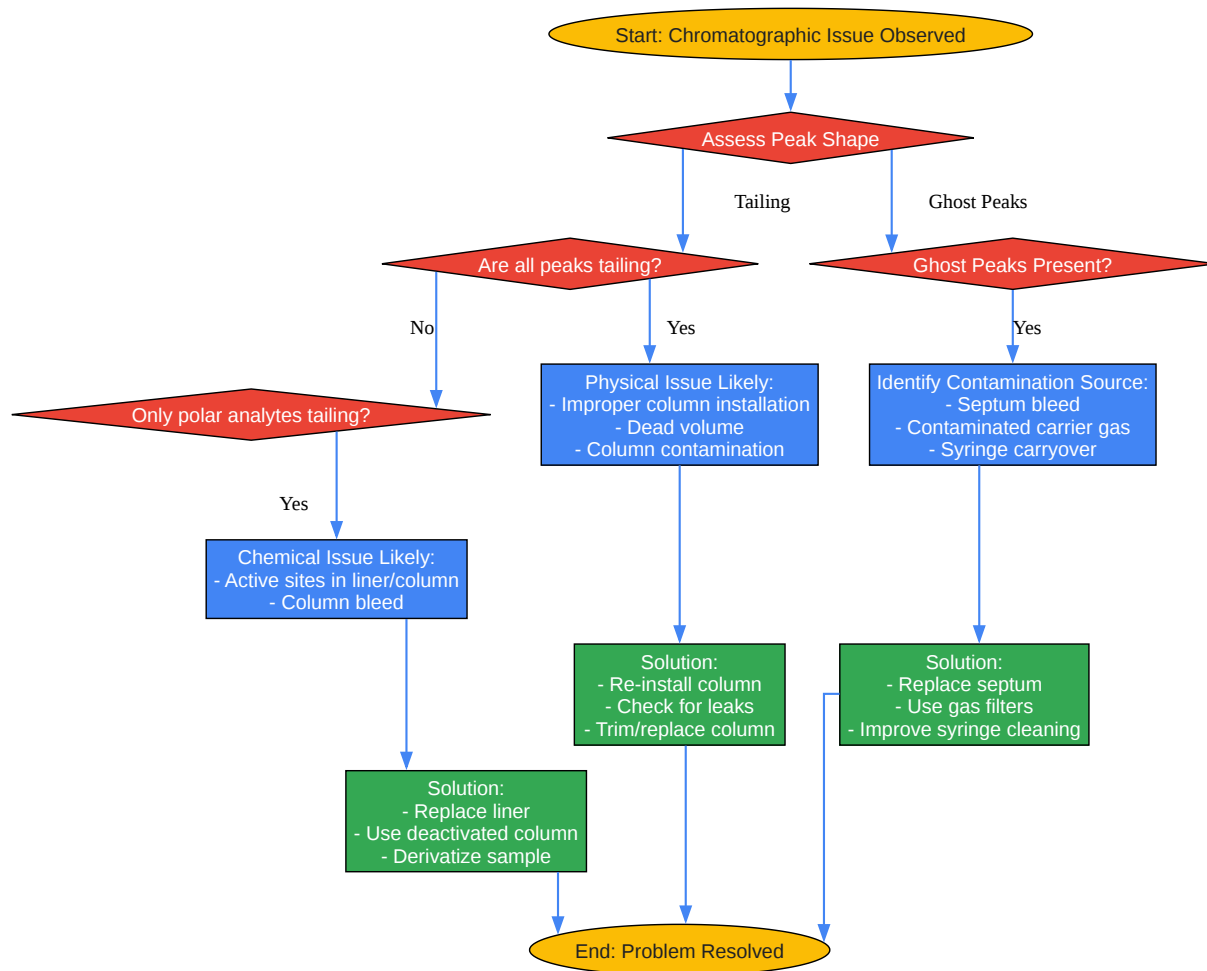 Start: Chromatographic Issue Observed
Assess Peak Shape
Tailing
Ghost Peaks
Are all peaks tailing?
Ghost Peaks Present?
No
Yes
Yes
Physical Issue Likely:
- Improper column installation
- Dead volume
- Column contamination
Identify Contamination Source:
- Septum bleed
- Contaminated carrier gas
- Syringe carryover
Only polar analytes tailing?
Yes
Chemical Issue Likely:
- Active sites in liner/column
- Column bleed
Solution:
- Re-install column
- Check for leaks
- Trim/replace column
Solution:
- Replace septum
- Use gas filters
- Improve syringe cleaning
Solution:
- Replace liner
- Use deactivated column
- Derivatize sample
End: Problem Resolved